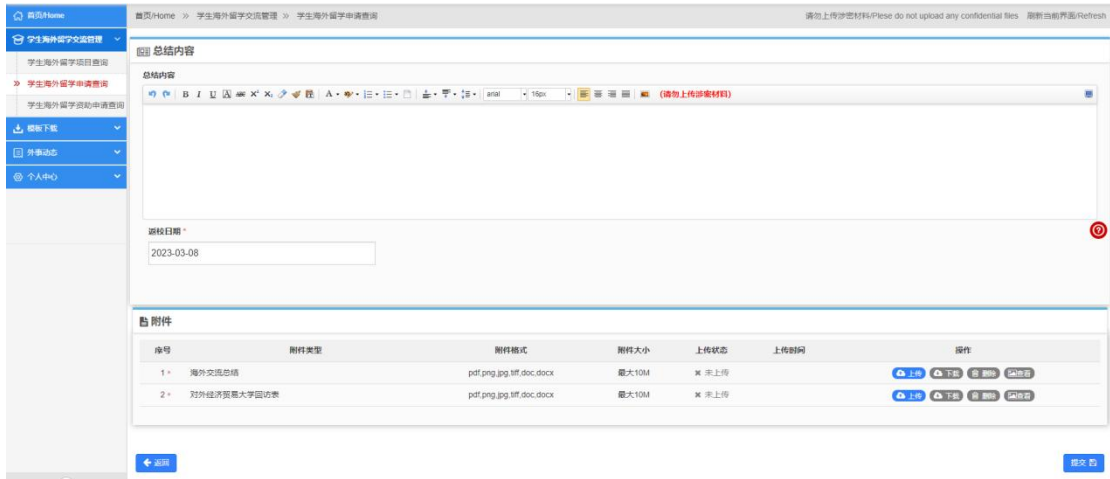 首页/Home
首页/Home » 学生海外留学交流管理 » 学生海外留学申请查询
请勿上传涉密材料/Plese do not upload any confidential files 刷新当前界面/Refresh
学生海外留学交流管理
学生海外留学项目查询
» 学生海外留学申请查询
学生海外留学资助申请查询
模板下载
外事动态
个人中心
总结内容
总结内容
B I U A ABC X² X₂ A arial 16px (请勿上传涉密材料)
返校日期 *
2023-03-08
附件
序号 附件类型 附件格式 附件大小 上传状态 上传时间 操作
1 * 海外交流总结 pdf,png,jpg,tiff,doc,docx 最大10M ✖ 未上传 上传 下载 删除 查看
2 * 对外经济贸易大学回访表 pdf,png,jpg,tiff,doc,docx 最大10M ✖ 未上传 上传 下载 删除 查看
返回
提交